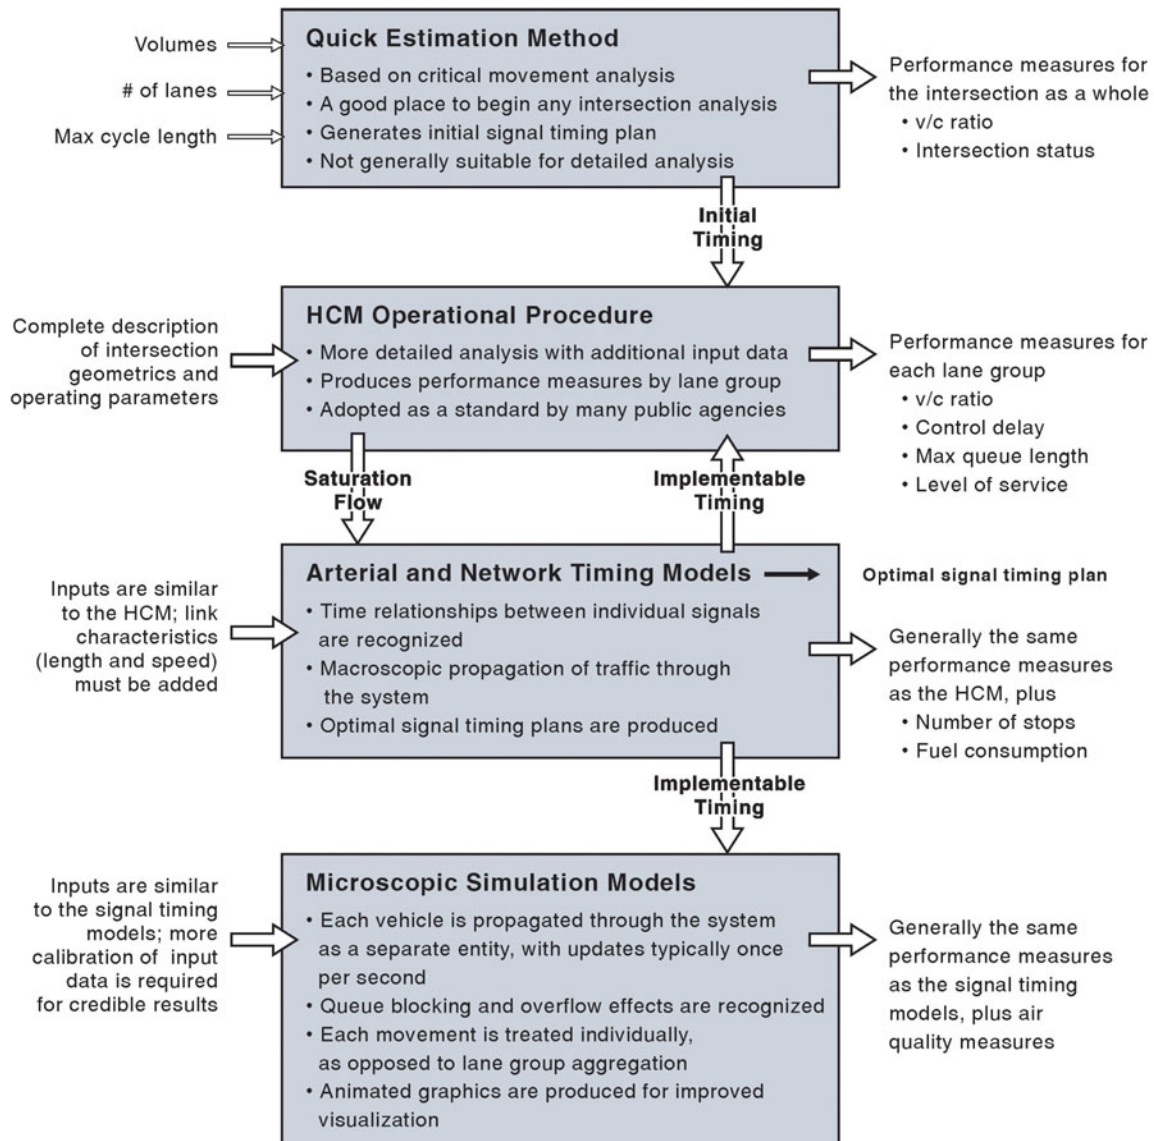 Volumes
# of lanes
Max cycle length
Quick Estimation Method
• Based on critical movement analysis
• A good place to begin any intersection analysis
• Generates initial signal timing plan
• Not generally suitable for detailed analysis
Performance measures for
the intersection as a whole
• v/c ratio
• Intersection status
Initial
Timing
Complete description
of intersection
geometrics and
operating parameters
HCM Operational Procedure
• More detailed analysis with additional input data
• Produces performance measures by lane group
• Adopted as a standard by many public agencies
Performance measures for
each lane group
• v/c ratio
• Control delay
• Max queue length
• Level of service
Saturation
Flow
Implementable
Timing
Inputs are similar
to the HCM; link
characteristics
(length and speed)
must be added
Arterial and Network Timing Models
• Time relationships between individual signals
are recognized
• Macroscopic propagation of traffic through
the system
• Optimal signal timing plans are produced
Optimal signal timing plan
Generally the same
performance measures
as the HCM, plus
• Number of stops
• Fuel consumption
Implementable
Timing
Inputs are similar
to the signal timing
models; more
calibration of input
data is required
for credible results
Microscopic Simulation Models
• Each vehicle is propagated through the system
as a separate entity, with updates typically once
per second
• Queue blocking and overflow effects are recognized
• Each movement is treated individually,
as opposed to lane group aggregation
• Animated graphics are produced for improved
visualization
Generally the same
performance measures
as the signal timing
models, plus air
quality measures